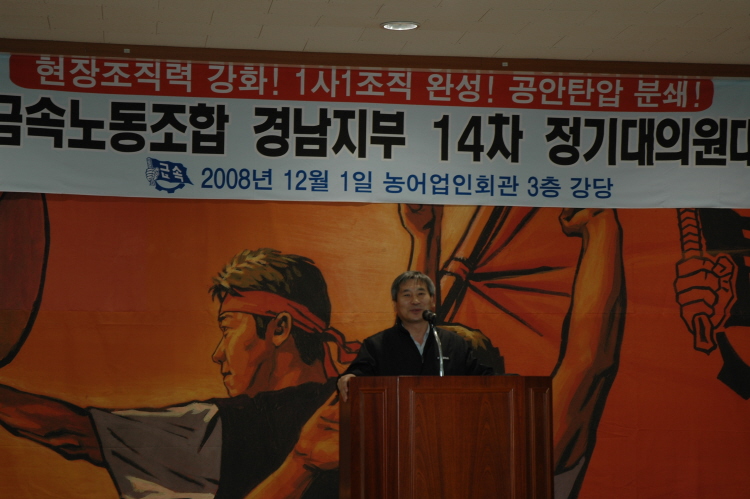 현장조직력 강화! 1사1조직 완성! 공안탄압 분쇄!
금속노동조합 경남지부 14차 정기대의원대
금속 2008년 12월 1일 농어업인회관 3층 강당